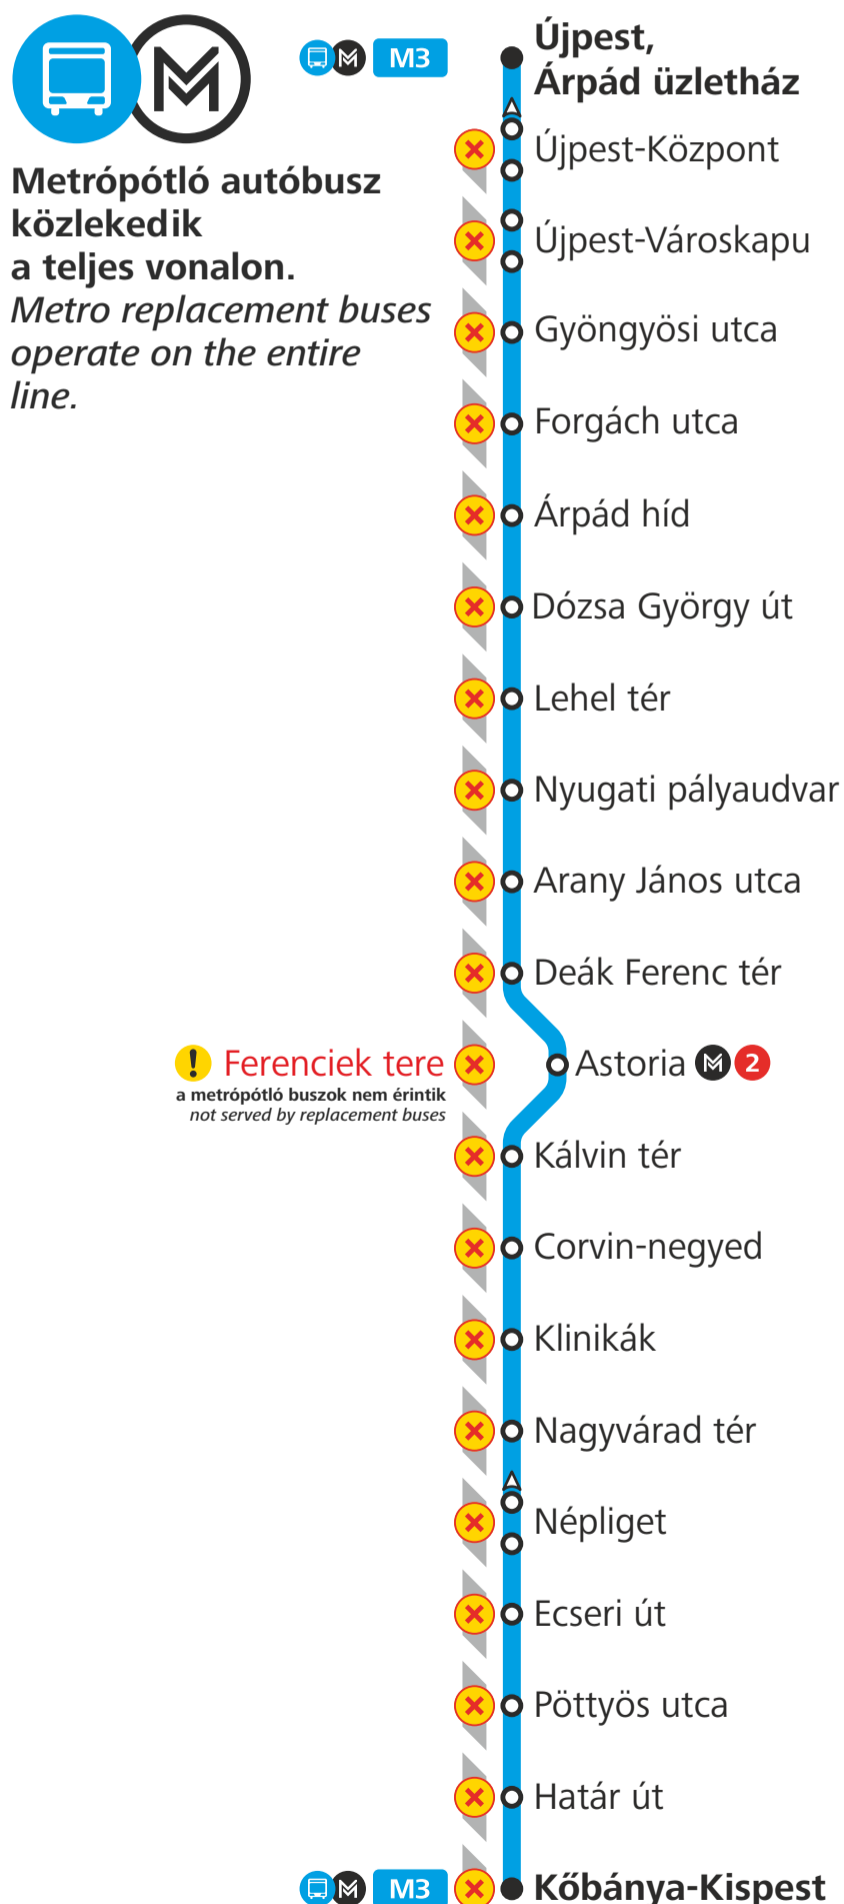 M3
Újpest,
Árpád üzletház
Metrópótló autóbusz
közlekedik
a teljes vonalon.
Metro replacement buses
operate on the entire
line.
Újpest-Központ
Újpest-Városkapu
Gyöngyösi utca
Forgách utca
Árpád híd
Dózsa György út
Lehel tér
Nyugati pályaudvar
Arany János utca
Deák Ferenc tér
! Ferenciek tere
a metrópótló buszok nem érintik
not served by replacement buses
Astoria M 2
Kálvin tér
Corvin-negyed
Klinikák
Nagyvárad tér
Népliget
Ecseri út
Pöttyös utca
Határ út
M3 Kőbánya-Kispest